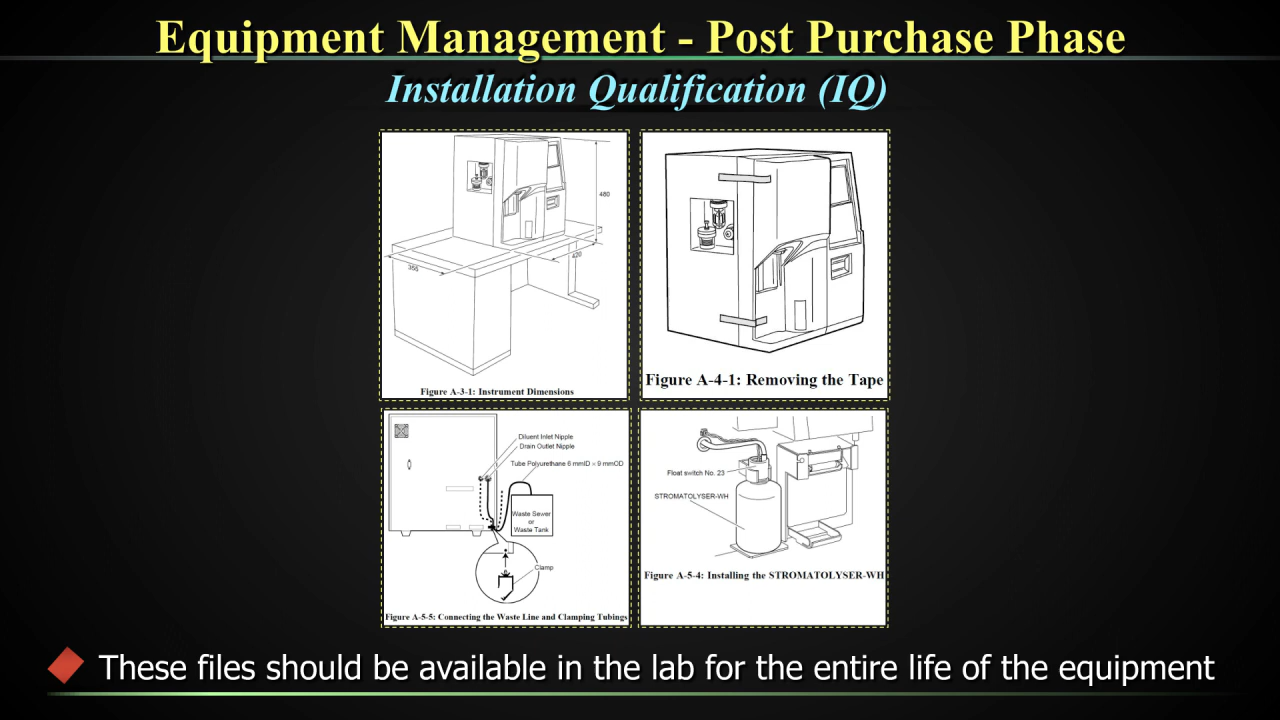 Equipment Management - Post Purchase Phase
Installation Qualification (IQ)
480
420
355
Figure A-3-1: Instrument Dimensions
Figure A-4-1: Removing the Tape
Diluent Inlet Nipple
Drain Outlet Nipple
Tube Polyurethane 6 mmID × 9 mmOD
Waste Sewer
or
Waste Tank
Clamp
Figure A-5-5: Connecting the Waste Line and Clamping Tubings
Float switch No. 23
STROMATOLYSER-WH
Figure A-5-4: Installing the STROMATOLYSER-WH
These files should be available in the lab for the entire life of the equipment